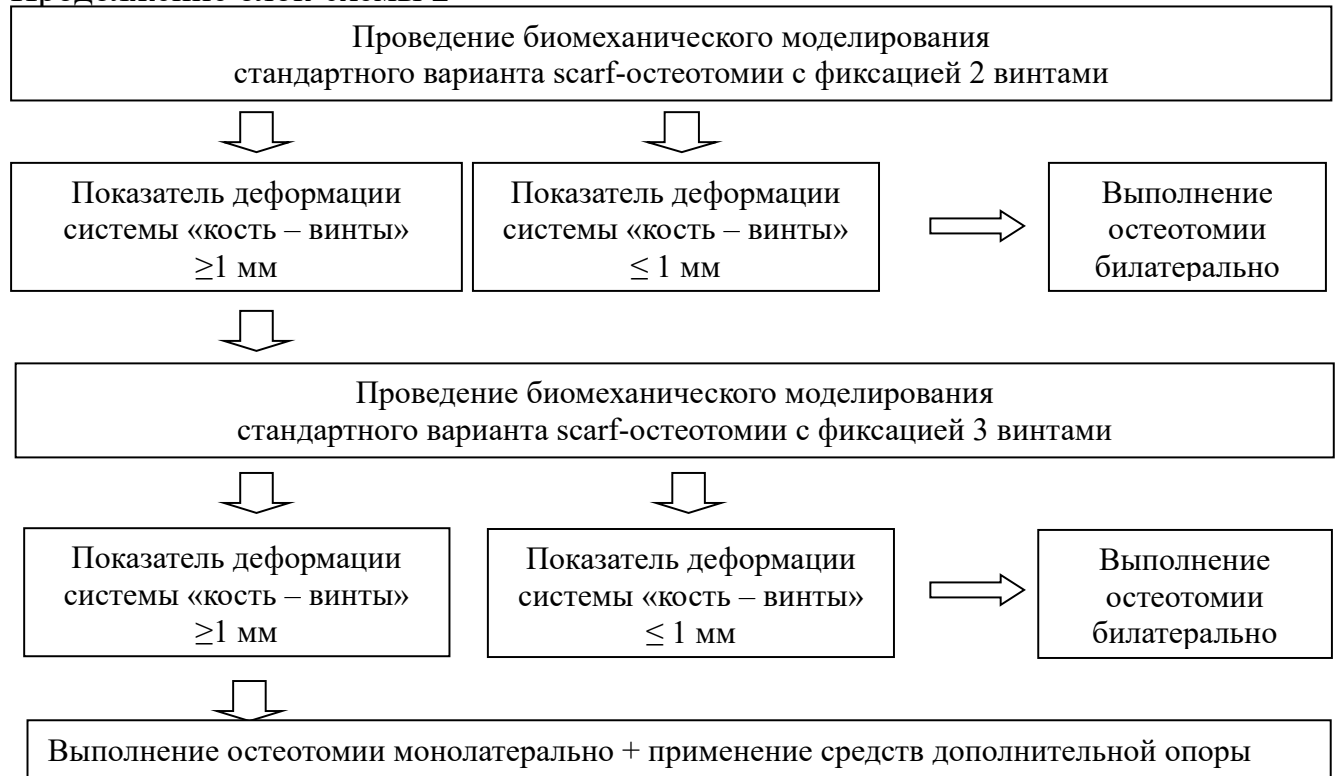 Проведение биомеханического моделирования
стандартного варианта scarf-остеотомии с фиксацией 2 винтами
Показатель деформации
системы «кость – винты»
≥1 мм
Показатель деформации
системы «кость – винты»
≤ 1 мм
Выполнение
остеотомии
билатерально
Проведение биомеханического моделирования
стандартного варианта scarf-остеотомии с фиксацией 3 винтами
Показатель деформации
системы «кость – винты»
≥1 мм
Показатель деформации
системы «кость – винты»
≤ 1 мм
Выполнение
остеотомии
билатерально
Выполнение остеотомии монолатерально + применение средств дополнительной опоры